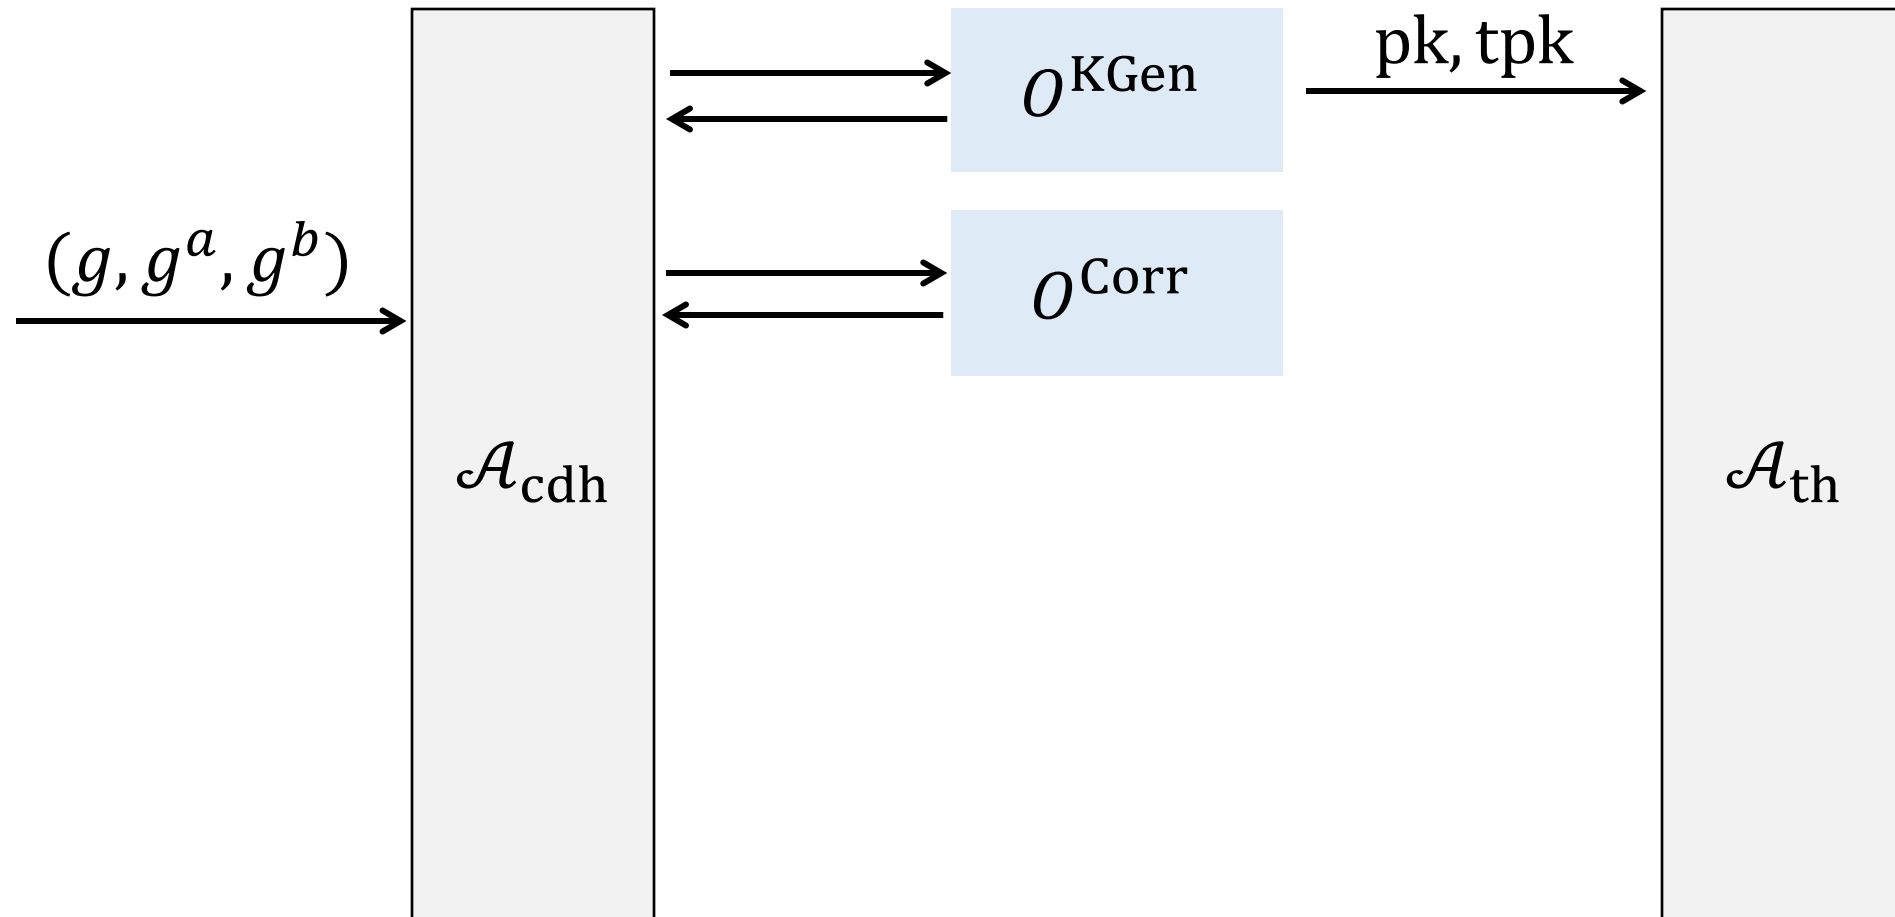 O^KGen
pk, tpk
(g, g^a, g^b)
O^Corr
𝒜_cdh
𝒜_th